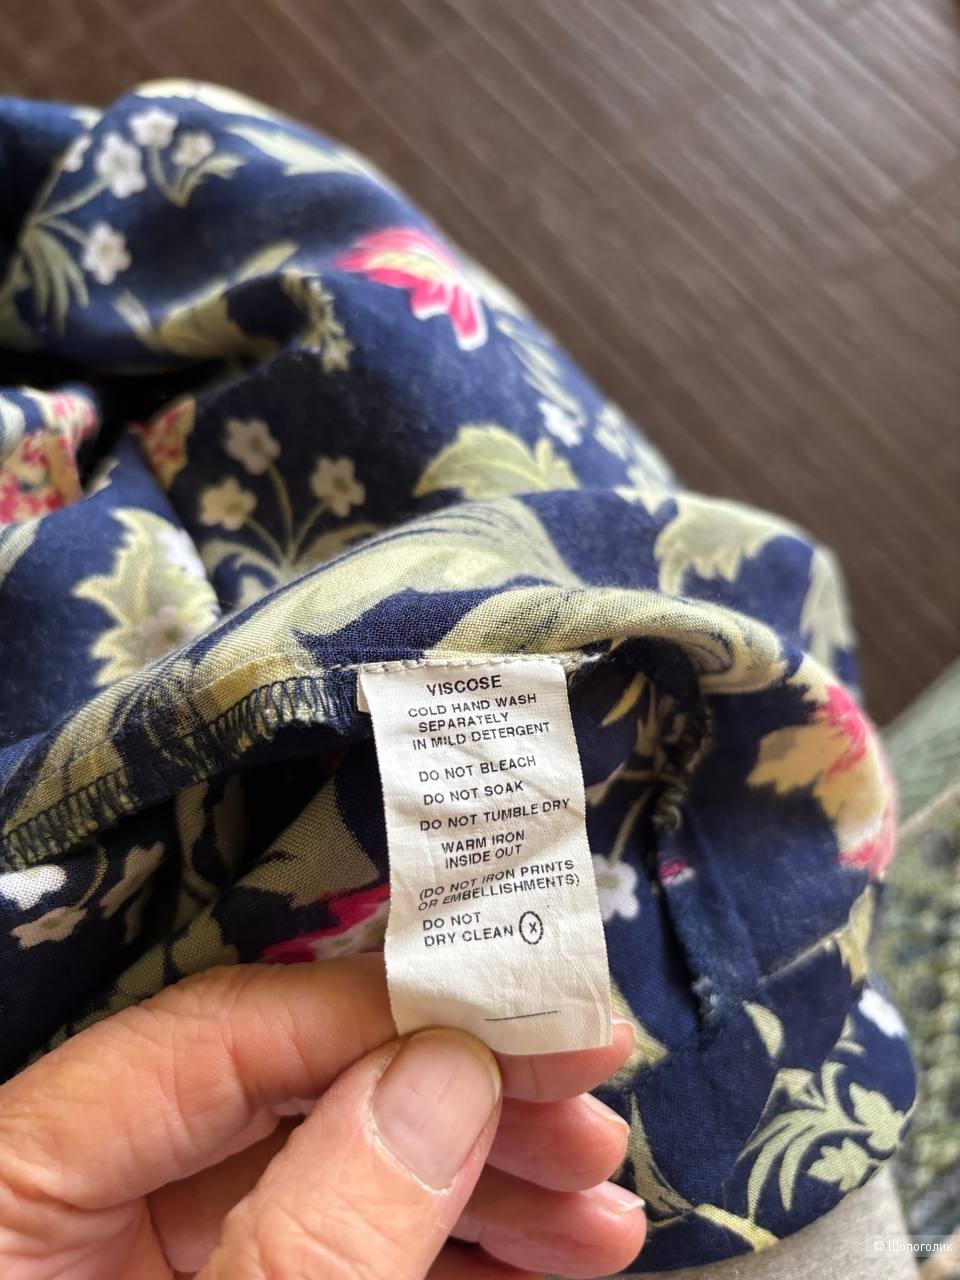 VISCOSE
COLD HAND WASH
SEPARATELY
IN MILD DETERGENT
DO NOT BLEACH
DO NOT SOAK
DO NOT TUMBLE DRY
WARM IRON
INSIDE OUT
(DO NOT IRON PRINTS
OR EMBELLISHMENTS)
DO NOT
DRY CLEAN X
© Шопоголик